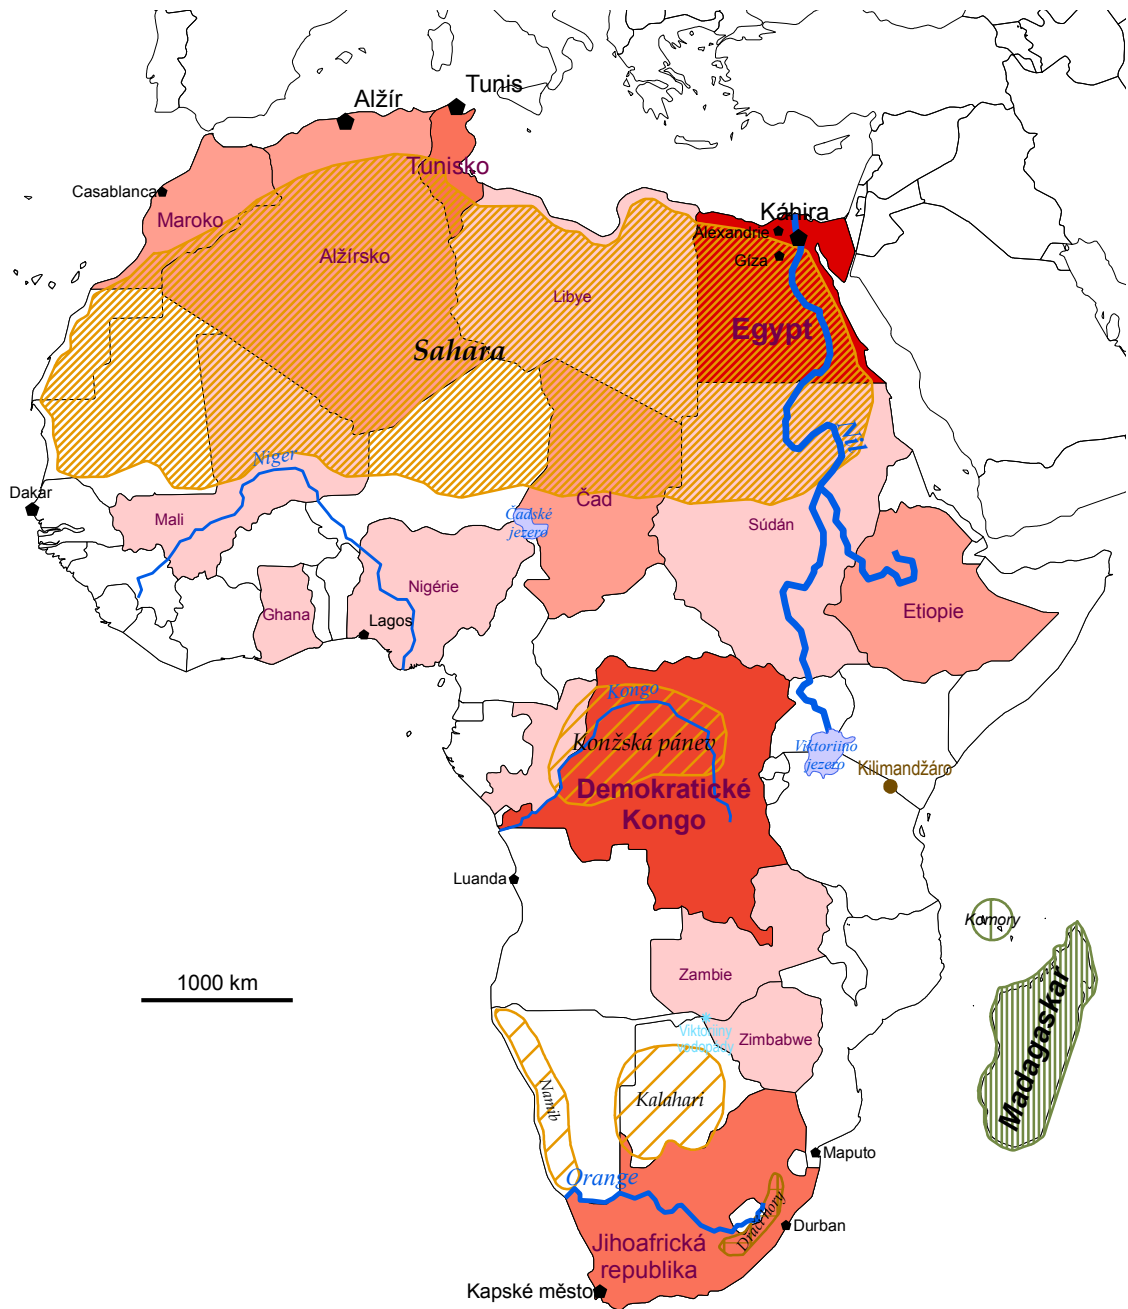 Tunis
Alžír
Tunisko
Casablanca
Maroko
Káhira
Alexandrie
Gíza
Alžírsko
Libye
Egypt
Sahara
Nil
Niger
Dakar
Mali
Čad
Čadské
jezero
Súdán
Nigérie
Ghana
Lagos
Etiopie
Kongo
Konžská pánev
Viktoriino
jezero
Kilimandžáro
Demokratické
Kongo
Luanda
Komory
Zambie
1000 km
Madagaskar
Viktoriiny
vodopády
Zimbabwe
Namib
Kalahari
Maputo
Orange
Dračí hory
Durban
Jihoafrická
republika
Kapské město